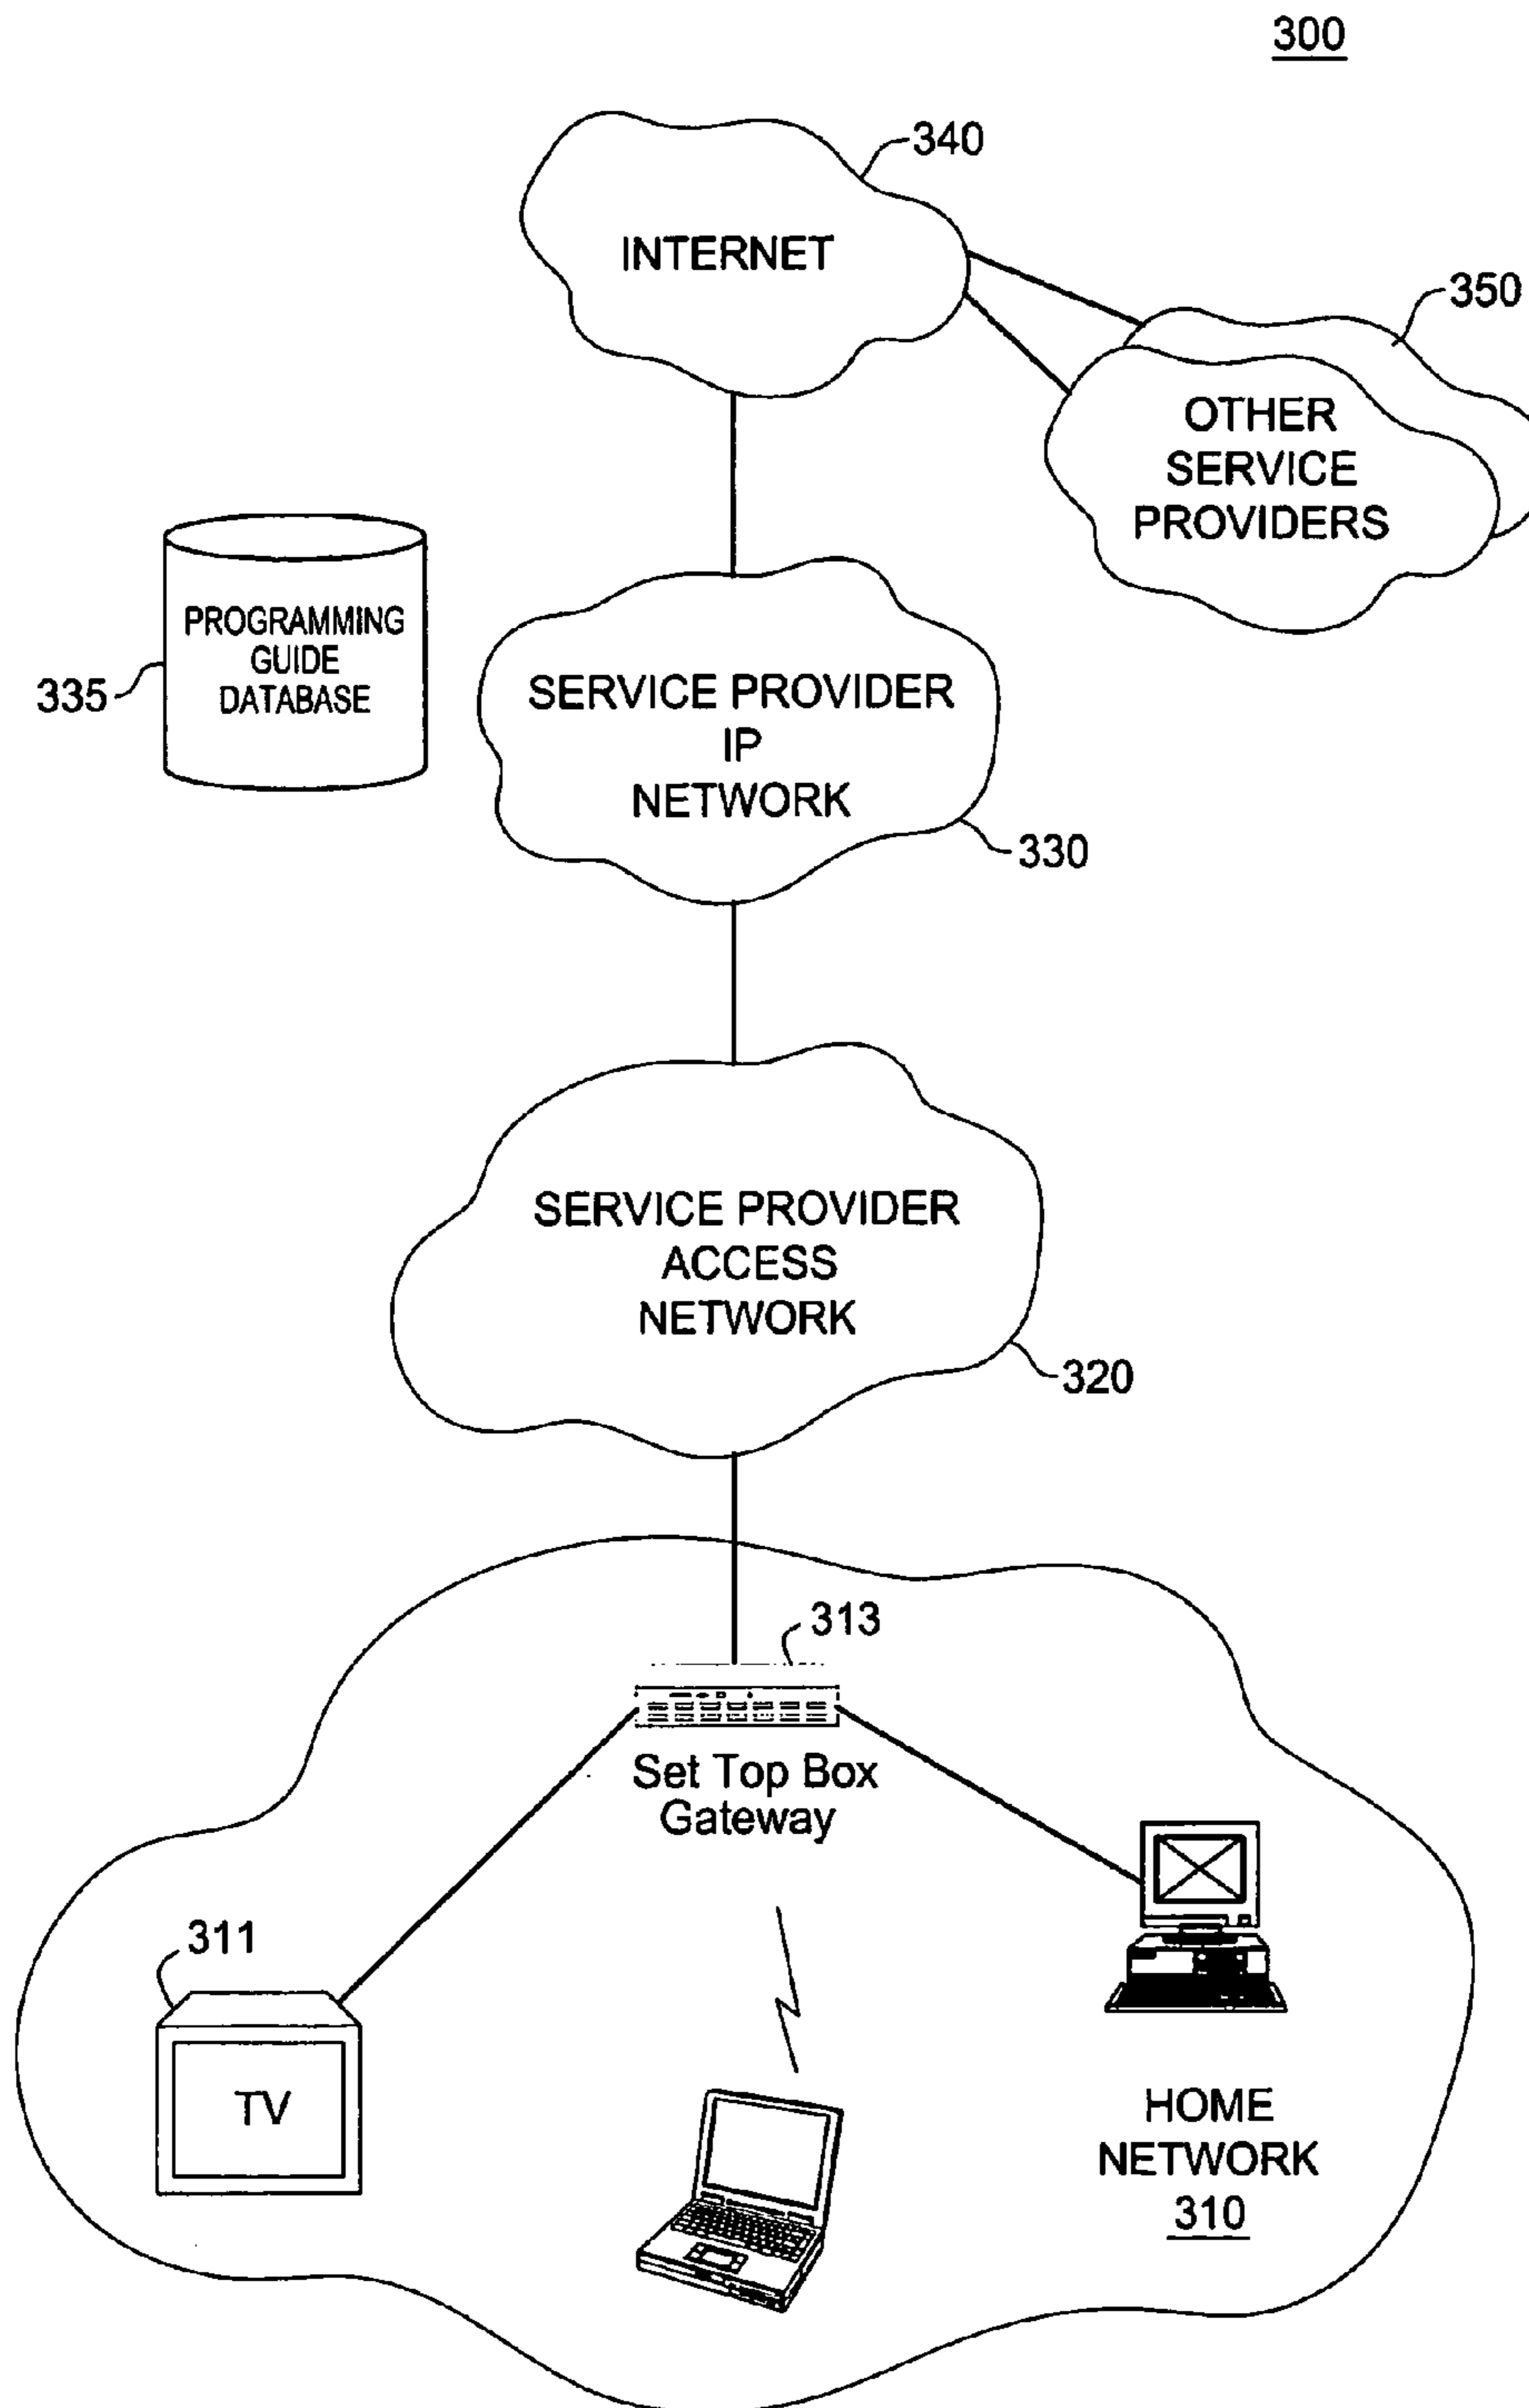 300
340
INTERNET
350
OTHER
SERVICE
PROVIDERS
PROGRAMMING
GUIDE
DATABASE
335
SERVICE PROVIDER
IP
NETWORK
330
SERVICE PROVIDER
ACCESS
NETWORK
320
313
Set Top Box
Gateway
311
TV
HOME
NETWORK
310